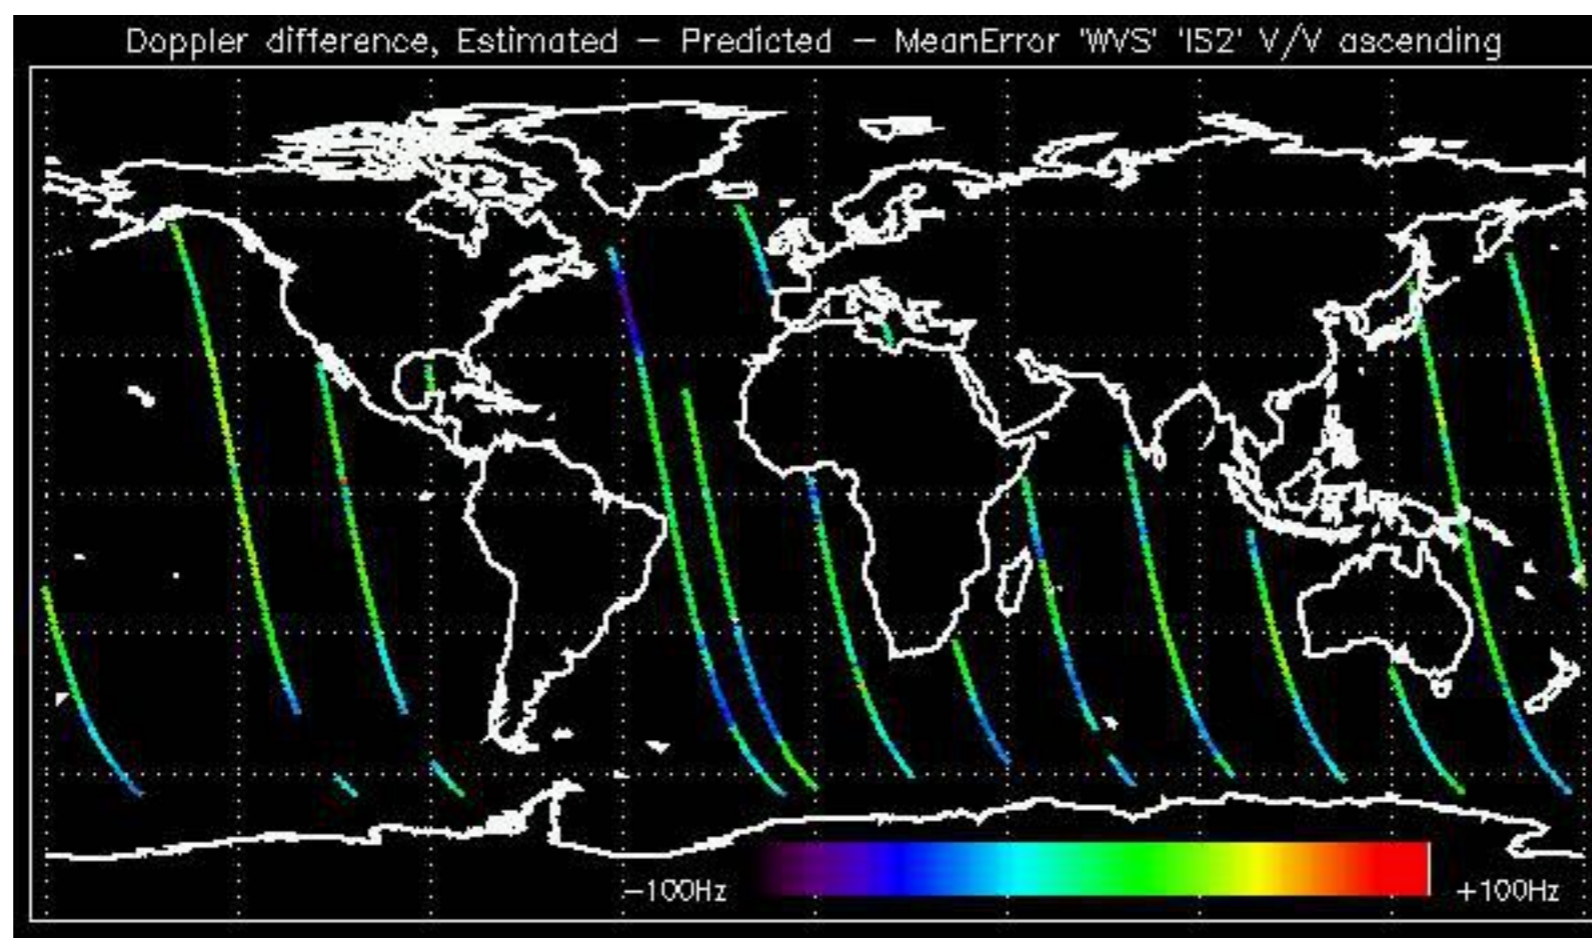 Doppler difference, Estimated − Predicted − MeanError 'WVS' 'IS2' V/V ascending
−100Hz
+100Hz